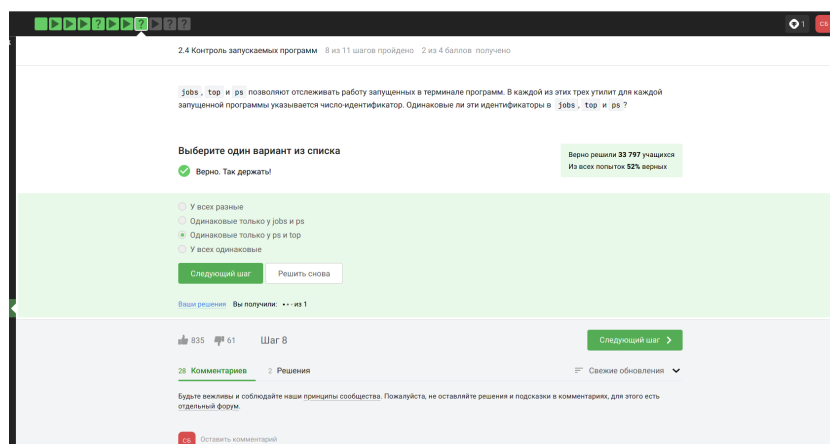 1
СБ
2.4 Контроль запускаемых программ 8 из 11 шагов пройдено 2 из 4 баллов получено
jobs, top и ps позволяют отслеживать работу запущенных в терминале программ. В каждой из этих трех утилит для каждой
запущенной программы указывается число-идентификатор. Одинаковые ли эти идентификаторы в jobs, top и ps ?
Выберите один вариант из списка
Верно. Так держать!
Верно решили 33 797 учащихся
Из всех попыток 52% верных
У всех разные
Одинаковые только у jobs и ps
Одинаковые только у ps и top
У всех одинаковые
Следующий шаг Решить снова
Ваши решения Вы получили: из 1
835 61 Шаг 8 Следующий шаг
28 Комментариев 2 Решения Свежие обновления
Будьте вежливы и соблюдайте наши принципы сообщества. Пожалуйста, не оставляйте решения и подсказки в комментариях, для этого есть
отдельный форум.
СБ Оставить комментарий